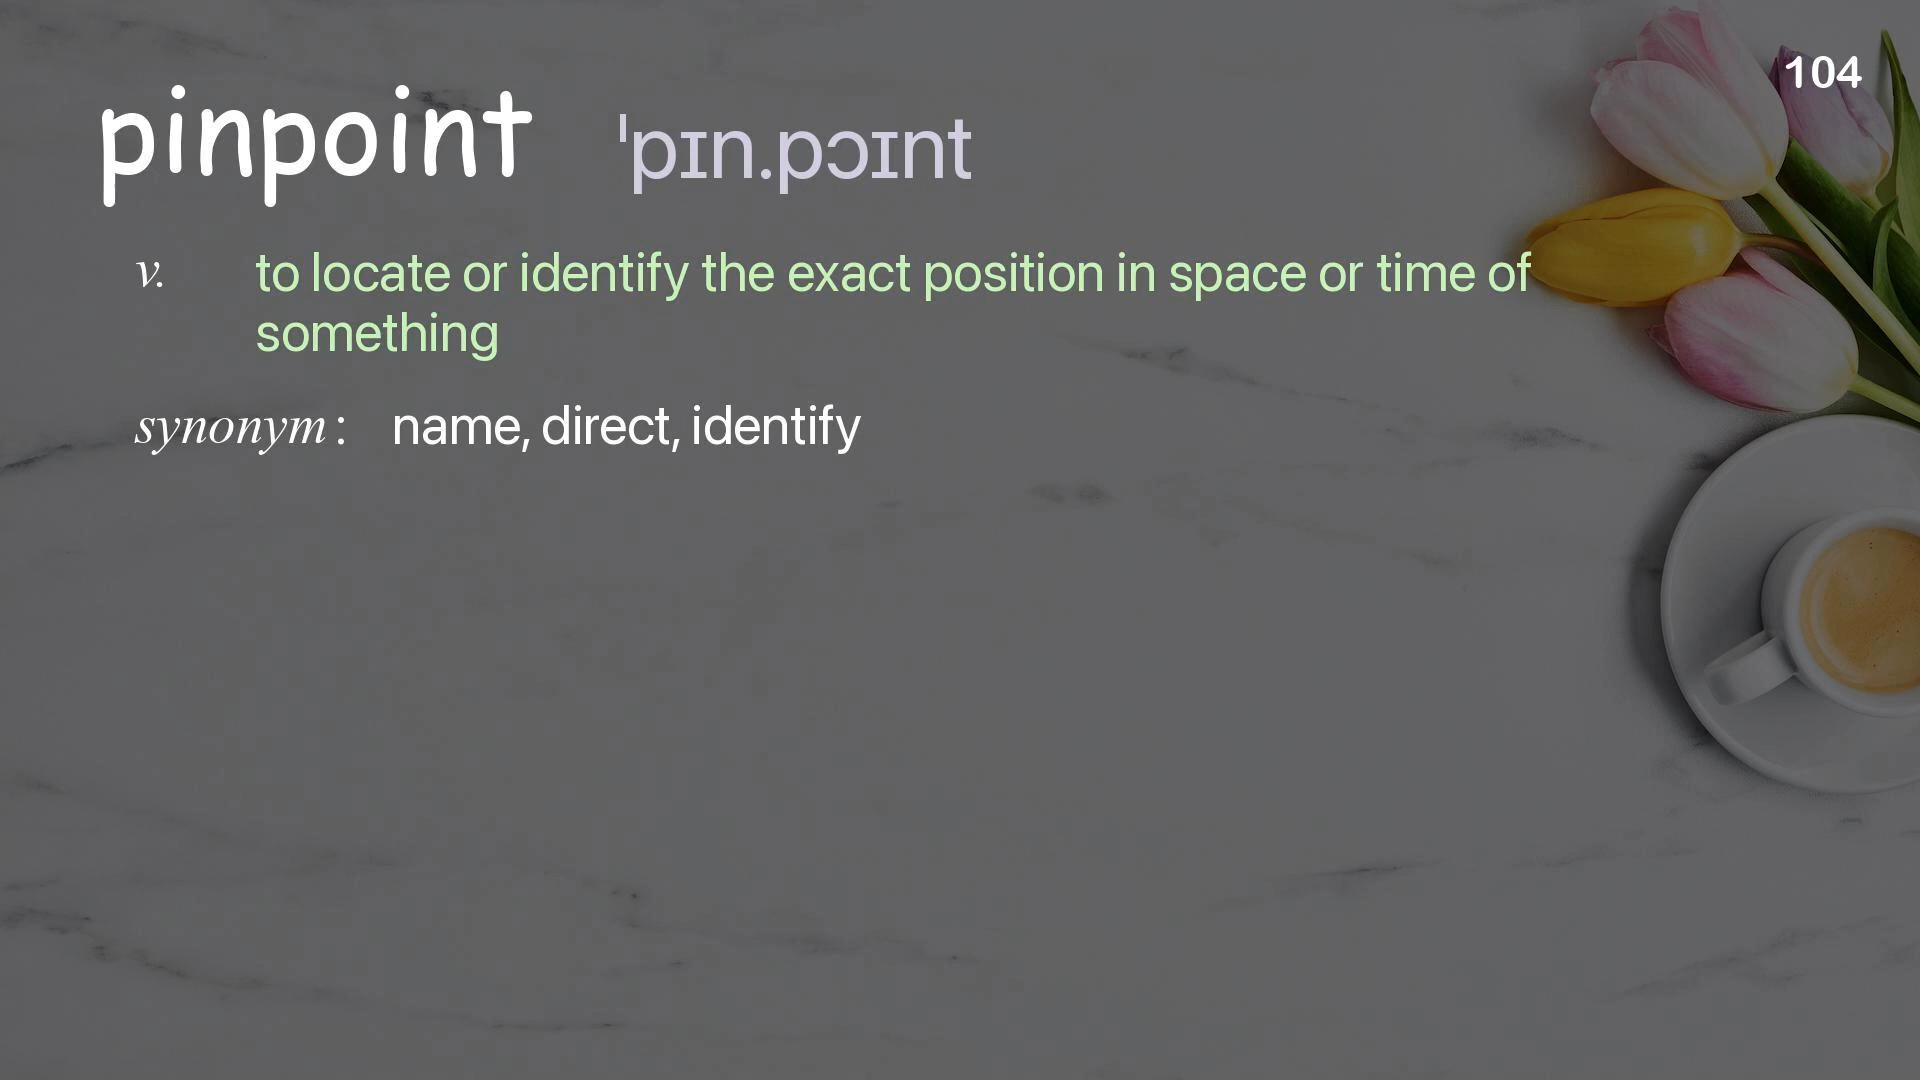 104
pinpoint ˈpɪn.pɔɪnt
v. to locate or identify the exact position in space or time of
something
synonym: name, direct, identify